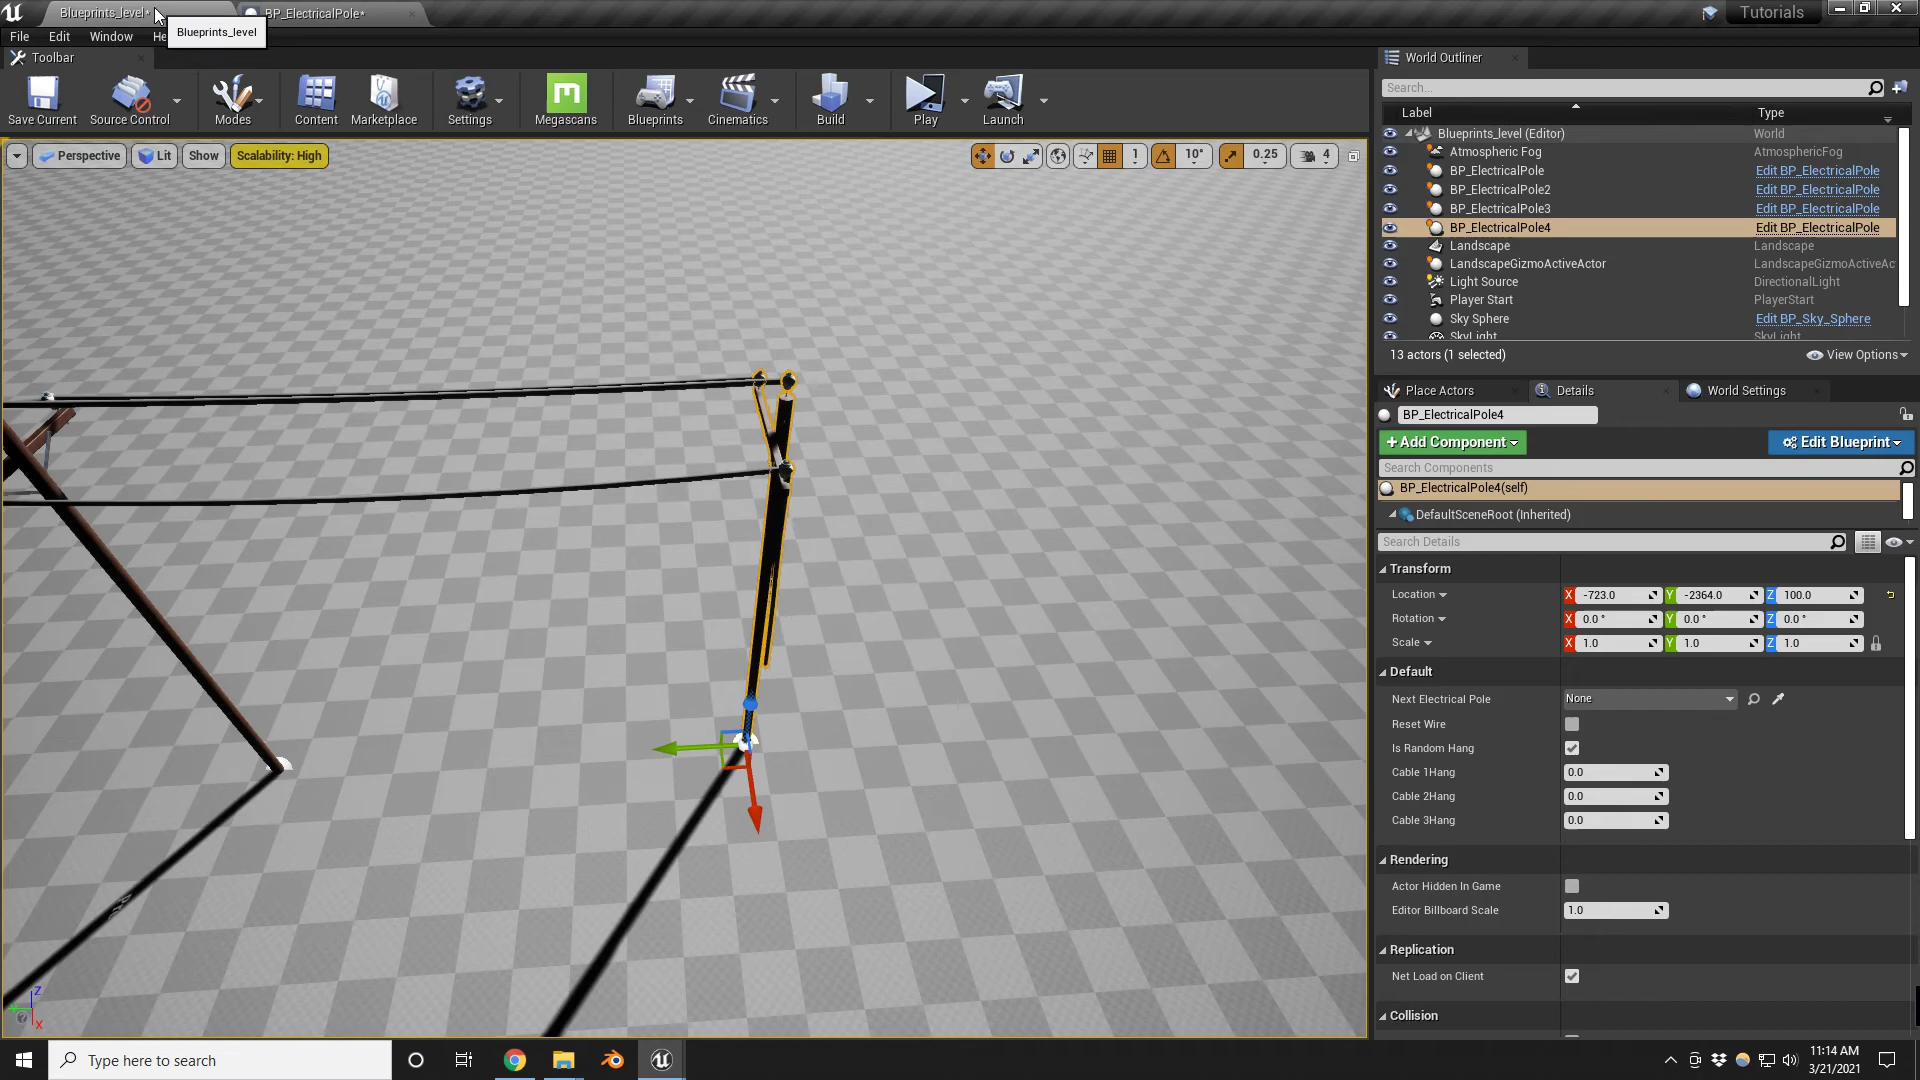 Blueprints_level*
BP_ElectricalPole*
Tutorials
File
Edit
Window
He
Blueprints_level
Toolbar
Save Current
Source Control
Modes
Content
Marketplace
Settings
Megascans
Blueprints
Cinematics
Build
Play
Launch
Perspective
Lit
Show
Scalability: High
1
10°
0.25
4
World Outliner
Search...
Label
Type
Blueprints_level (Editor)
World
Atmospheric Fog
AtmosphericFog
BP_ElectricalPole
Edit BP_ElectricalPole
BP_ElectricalPole2
Edit BP_ElectricalPole
BP_ElectricalPole3
Edit BP_ElectricalPole
BP_ElectricalPole4
Edit BP_ElectricalPole
Landscape
Landscape
LandscapeGizmoActiveActor
LandscapeGizmoActiveAc
Light Source
DirectionalLight
Player Start
PlayerStart
Sky Sphere
Edit BP_Sky_Sphere
SkyLight
SkyLight
13 actors (1 selected)
View Options
Place Actors
Details
World Settings
BP_ElectricalPole4
+Add Component
Edit Blueprint
Search Components
BP_ElectricalPole4(self)
DefaultSceneRoot (Inherited)
Search Details
Transform
Location
X -723.0
Y -2364.0
Z 100.0
Rotation
X 0.0 °
Y 0.0 °
Z 0.0 °
Scale
X 1.0
Y 1.0
Z 1.0
Default
Next Electrical Pole
None
Reset Wire
Is Random Hang
Cable 1Hang
0.0
Cable 2Hang
0.0
Cable 3Hang
0.0
Rendering
Actor Hidden In Game
Editor Billboard Scale
1.0
Replication
Net Load on Client
Collision
Z
X
Type here to search
11:14 AM
3/21/2021